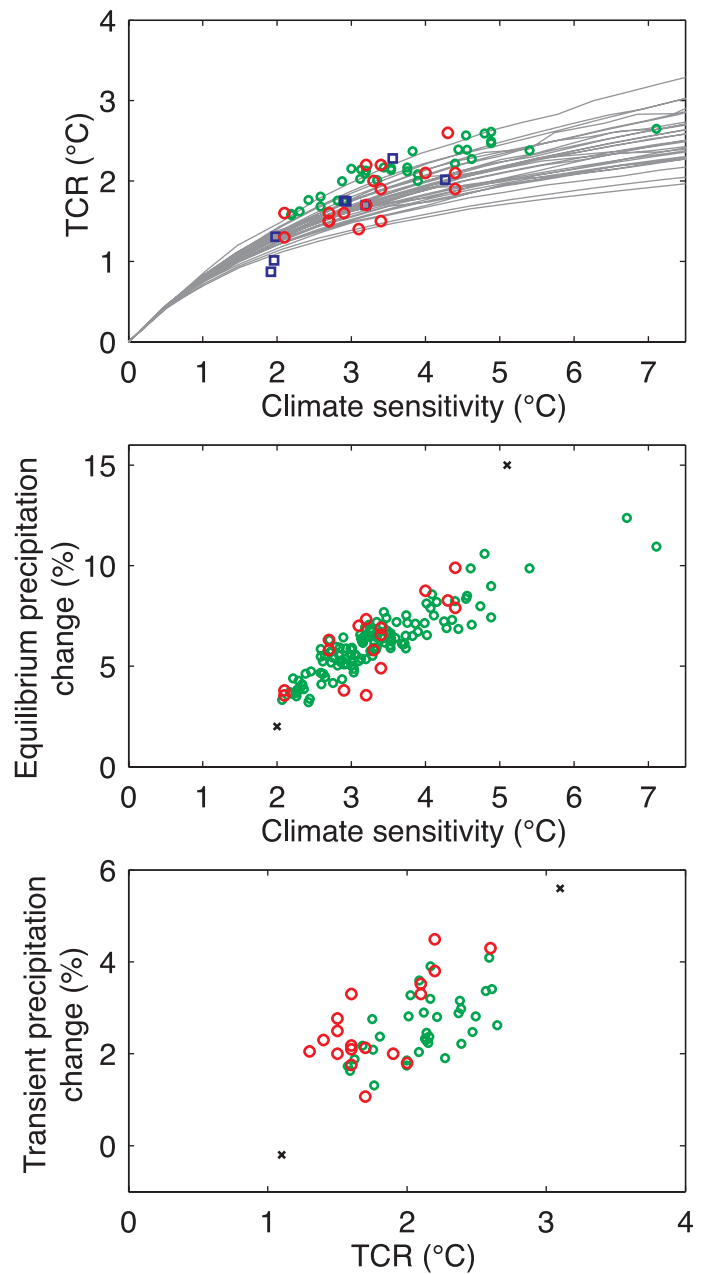 4
3
2
1
0
TCR (°C)
0 1 2 3 4 5 6 7
Climate sensitivity (°C)
15
10
5
0
Equilibrium precipitation
change (%)
0 1 2 3 4 5 6 7
Climate sensitivity (°C)
6
4
2
0
Transient precipitation
change (%)
0 1 2 3 4
TCR (°C)